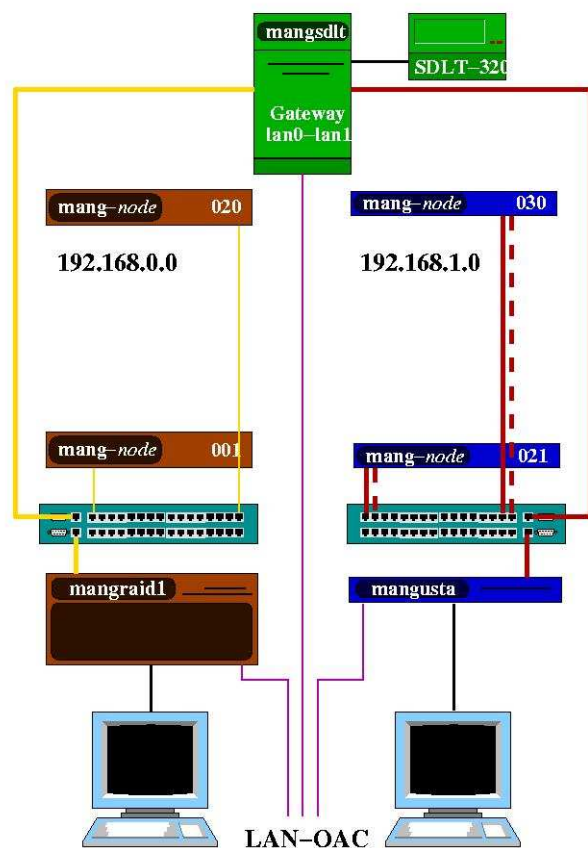 mangsdlt
SDLT–320
Gateway
lan0–lan1
mang–node 020
mang–node 030
192.168.0.0
192.168.1.0
mang–node 001
mang–node 021
mangraid1
mangusta
LAN–OAC